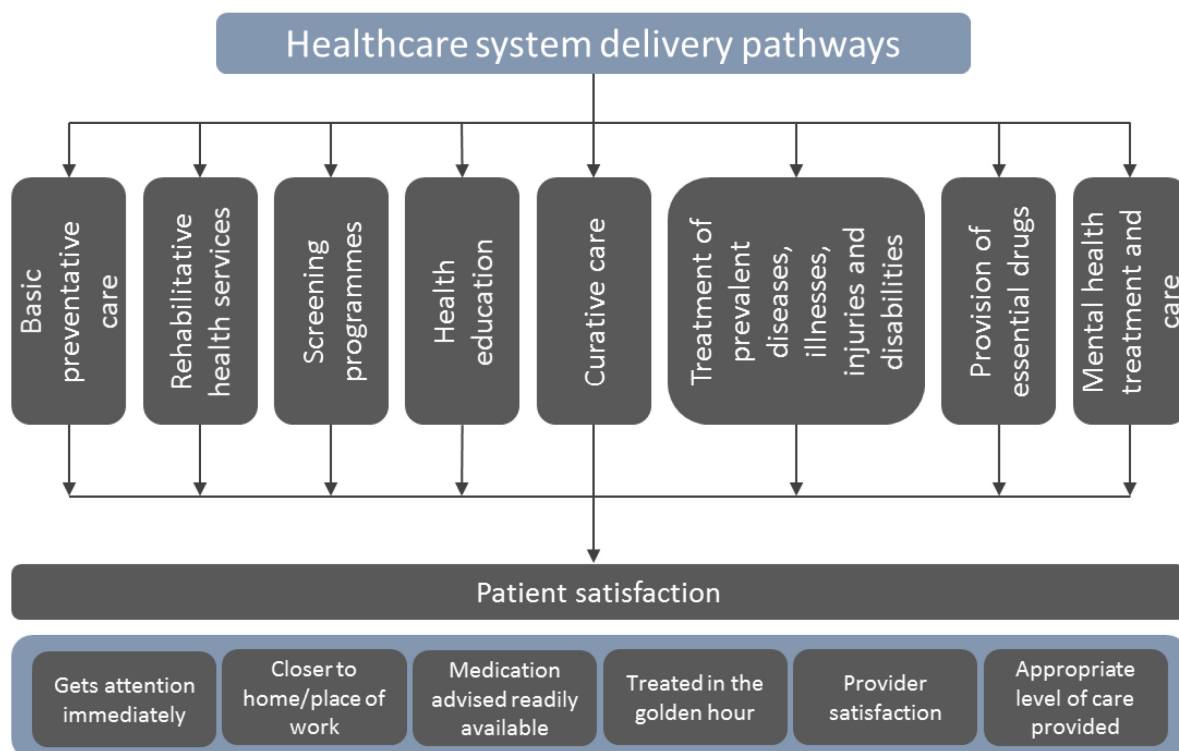 Healthcare system delivery pathways
Basic
preventative
care
Rehabilitative
health services
Screening
programmes
Health
education
Curative care
Treatment of
prevalent
diseases,
illnesses,
injuries and
disabilities
Provision of
essential drugs
Mental health
treatment and
care
Patient satisfaction
Gets attention
immediately
Closer to
home/place of
work
Medication
advised readily
available
Treated in the
golden hour
Provider
satisfaction
Appropriate
level of care
provided